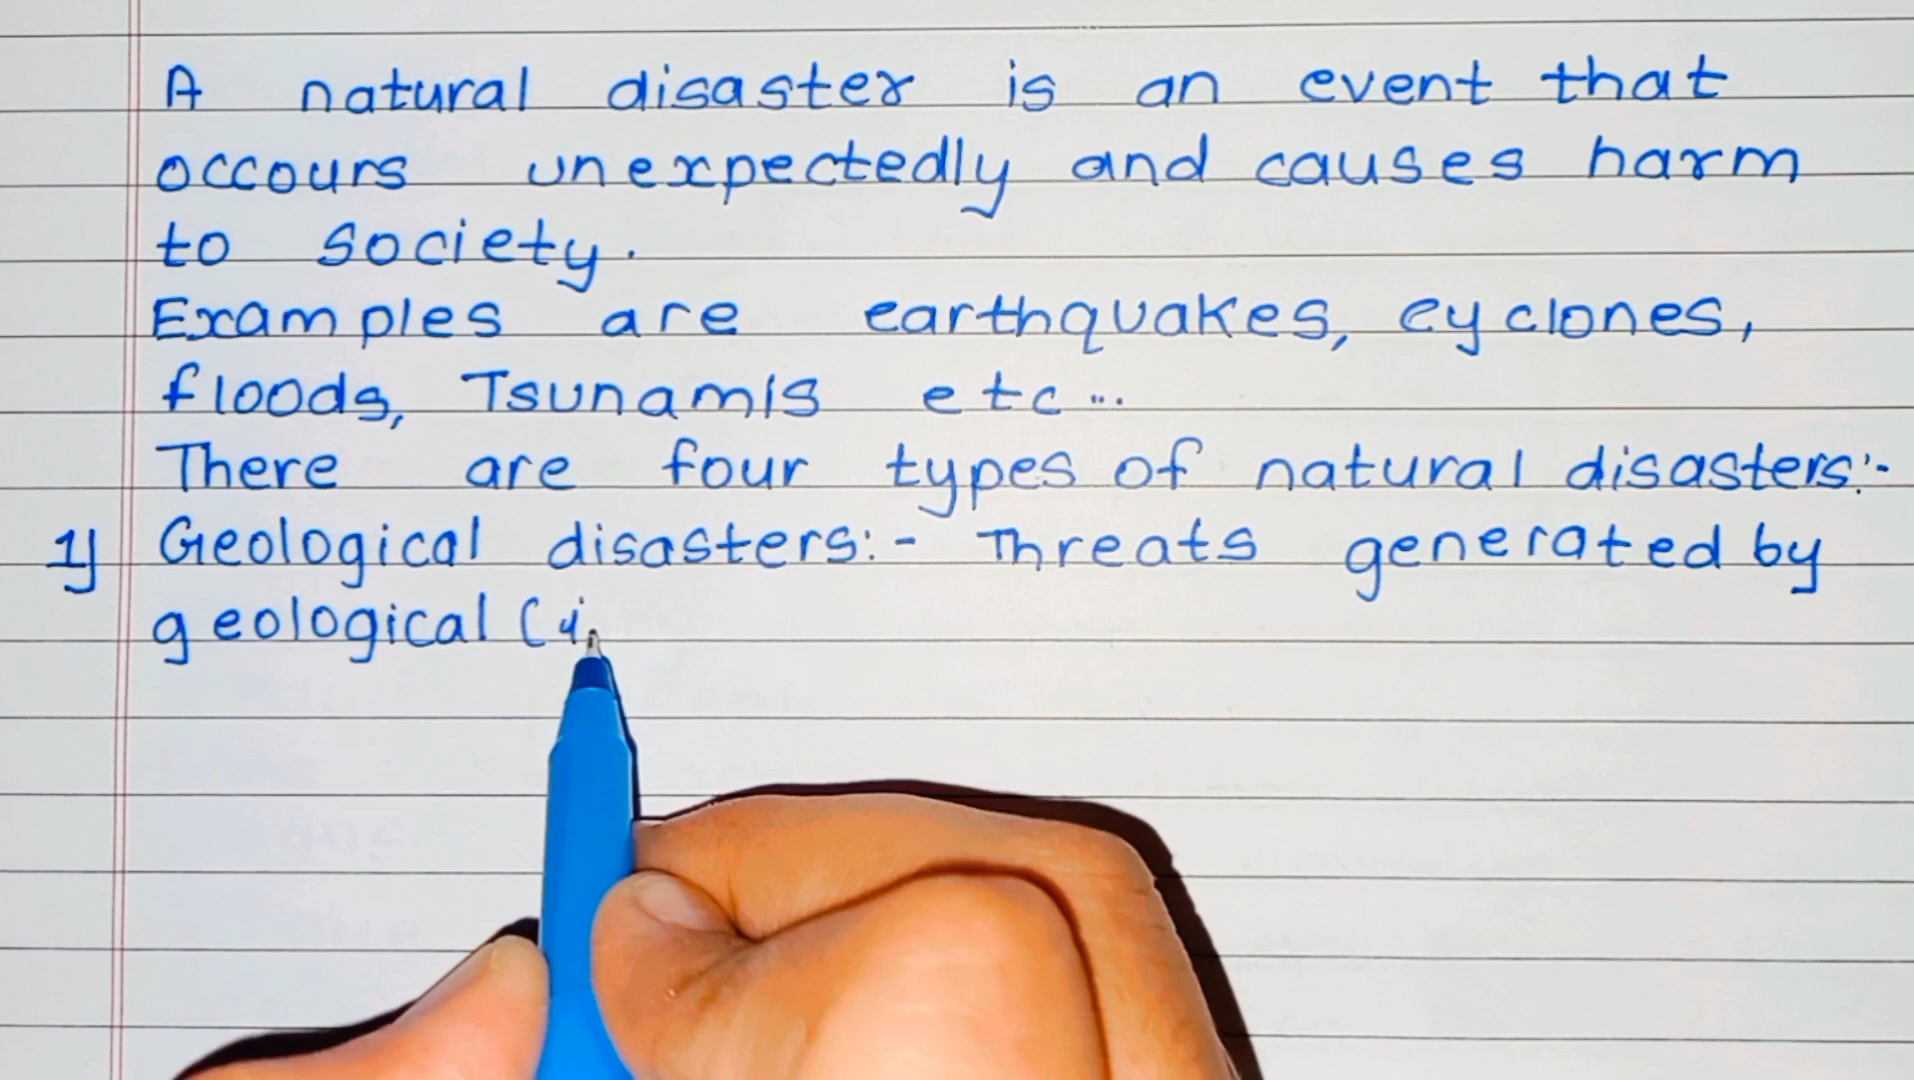 A natural disaster is an event that
occours unexpectedly and causes harm
to society.
Examples are earthquakes, cyclones,
floods, Tsunamis etc...
There are four types of natural disasters:-
1) Geological disasters:- Threats generated by
geological (